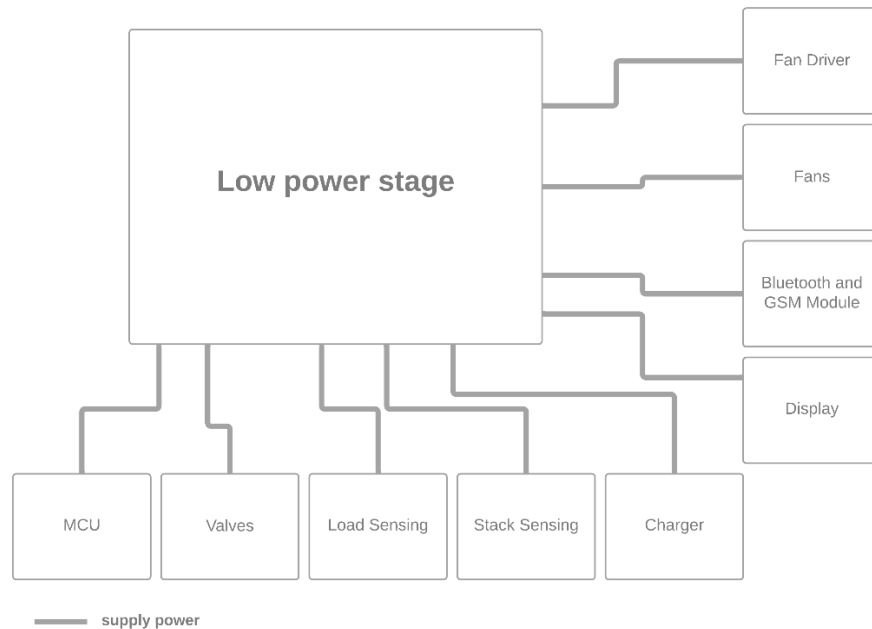 Fan Driver
Low power stage
Fans
Bluetooth and
GSM Module
Display
MCU
Valves
Load Sensing
Stack Sensing
Charger
supply power